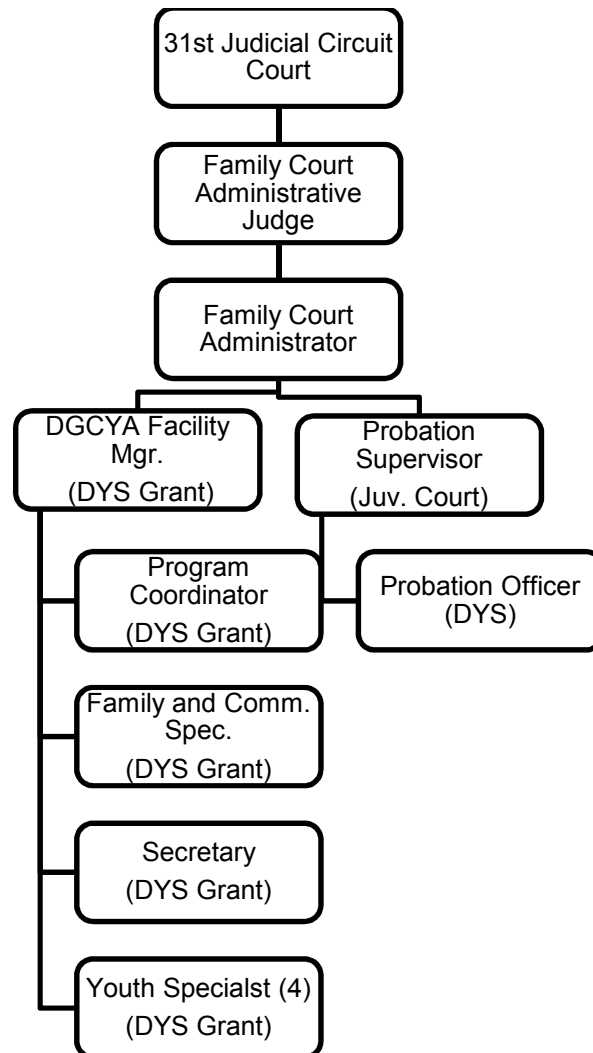 31st Judicial Circuit
Court
Family Court
Administrative
Judge
Family Court
Administrator
DGCYA Facility
Mgr.
(DYS Grant)
Probation
Supervisor
(Juv. Court)
Program
Coordinator
(DYS Grant)
Probation Officer
(DYS)
Family and Comm.
Spec.
(DYS Grant)
Secretary
(DYS Grant)
Youth Specialst (4)
(DYS Grant)